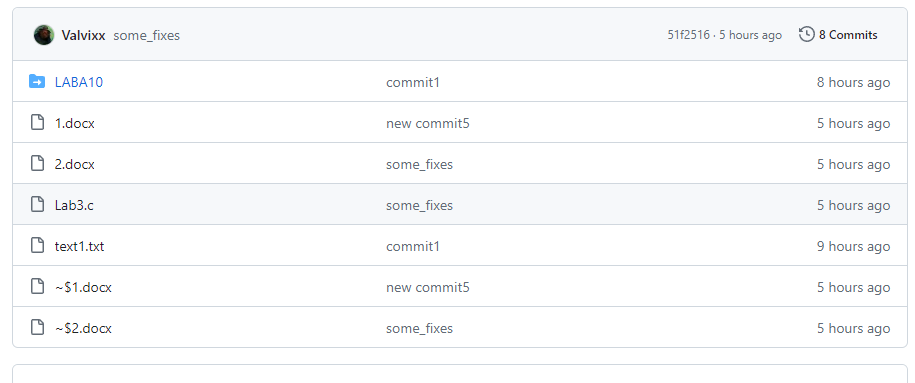 Valvixx some_fixes 51f2516 · 5 hours ago 8 Commits
LABA10 commit1 8 hours ago
1.docx new commit5 5 hours ago
2.docx some_fixes 5 hours ago
Lab3.c some_fixes 5 hours ago
text1.txt commit1 9 hours ago
~$1.docx new commit5 5 hours ago
~$2.docx some_fixes 5 hours ago